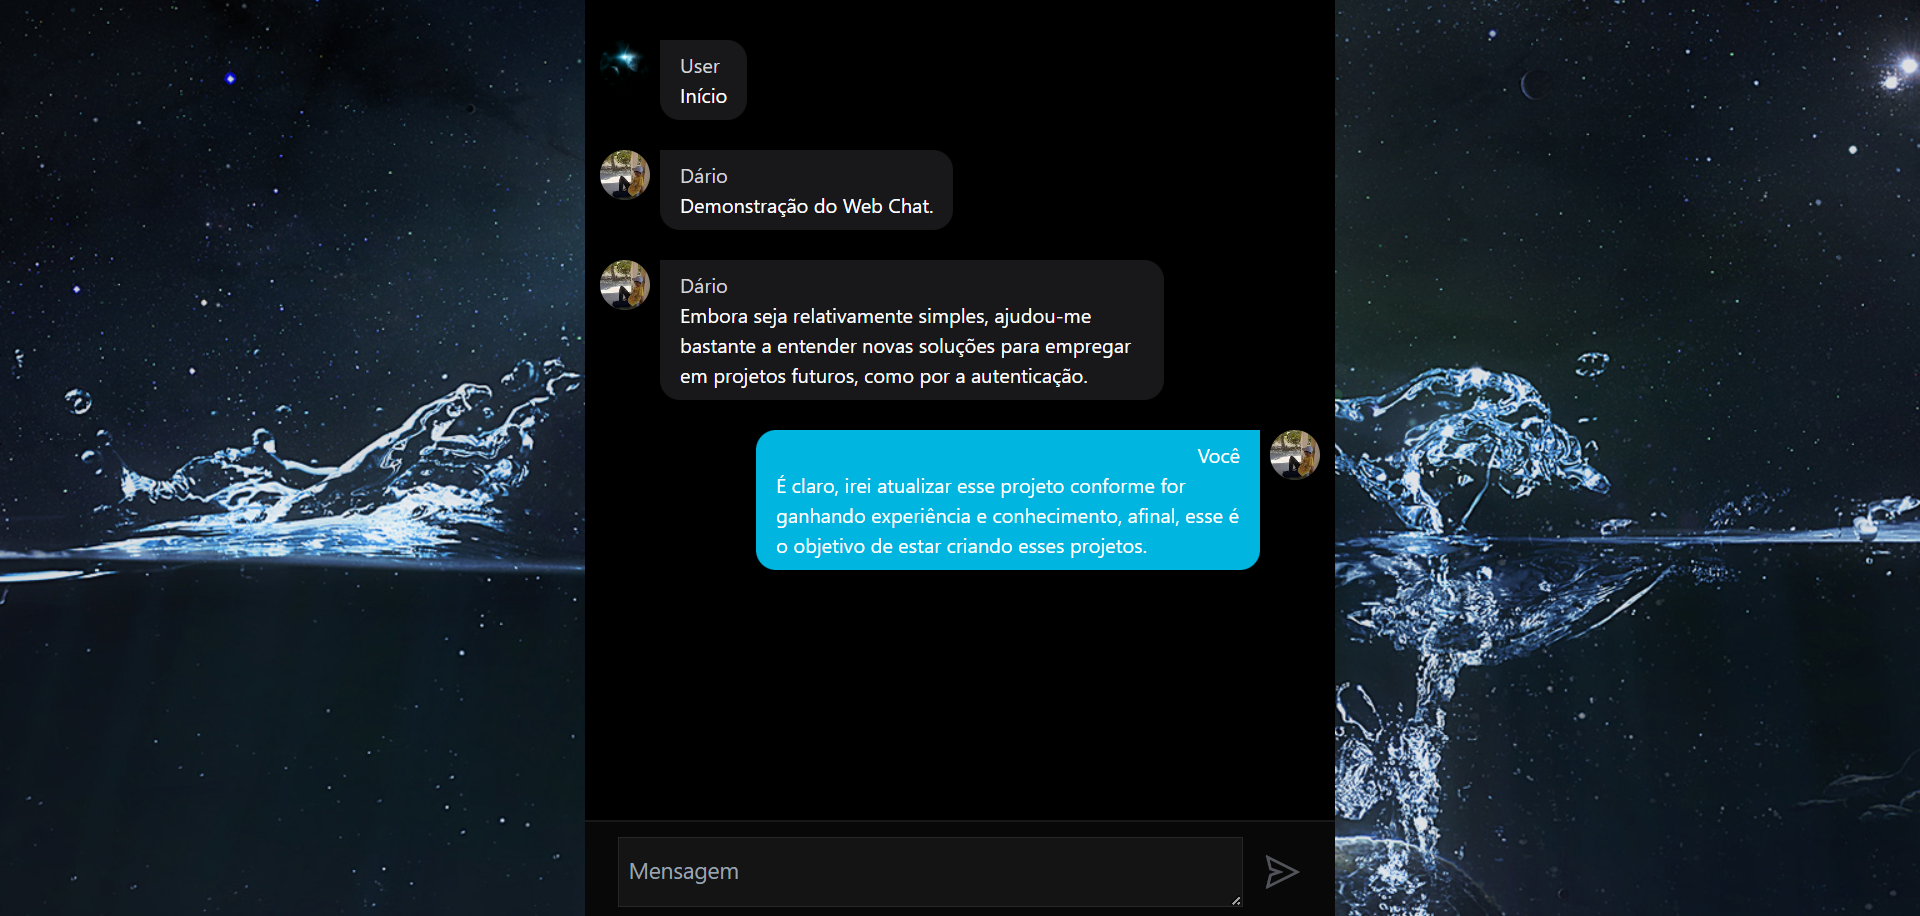 User
Início
Dário
Demonstração do Web Chat.
Dário
Embora seja relativamente simples, ajudou-me
bastante a entender novas soluções para empregar
em projetos futuros, como por a autenticação.
Você
É claro, irei atualizar esse projeto conforme for
ganhando experiência e conhecimento, afinal, esse é
o objetivo de estar criando esses projetos.
Mensagem